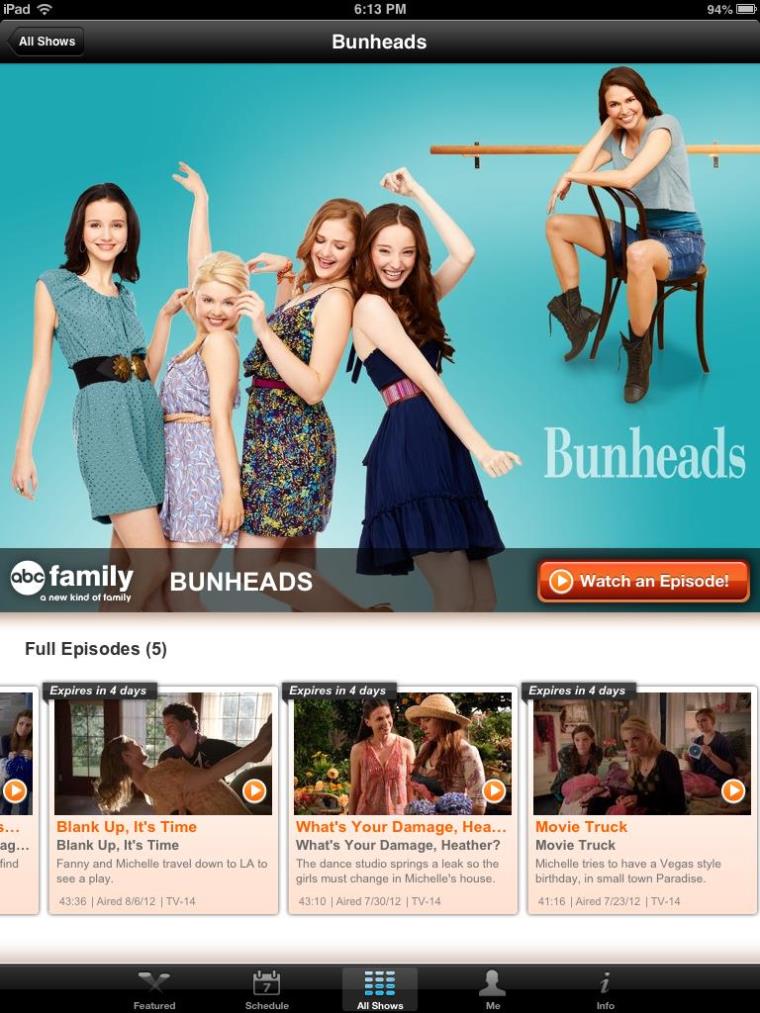 iPad 6:13 PM 94%
All Shows Bunheads
Bunheads
abc family
a new kind of family
BUNHEADS
Watch an Episode!
Full Episodes (5)
s...
ag...
find
Expires in 4 days
Blank Up, It's Time
Blank Up, It's Time
Fanny and Michelle travel down to LA to
see a play.
43:36 | Aired 8/6/12 | TV-14
Expires in 4 days
What's Your Damage, Hea...
What's Your Damage, Heather?
The dance studio springs a leak so the
girls must change in Michelle's house.
43:10 | Aired 7/30/12 | TV-14
Expires in 4 days
Movie Truck
Movie Truck
Michelle tries to have a Vegas style
birthday, in small town Paradise.
41:16 | Aired 7/23/12 | TV-14
7
Featured Schedule All Shows Me Info